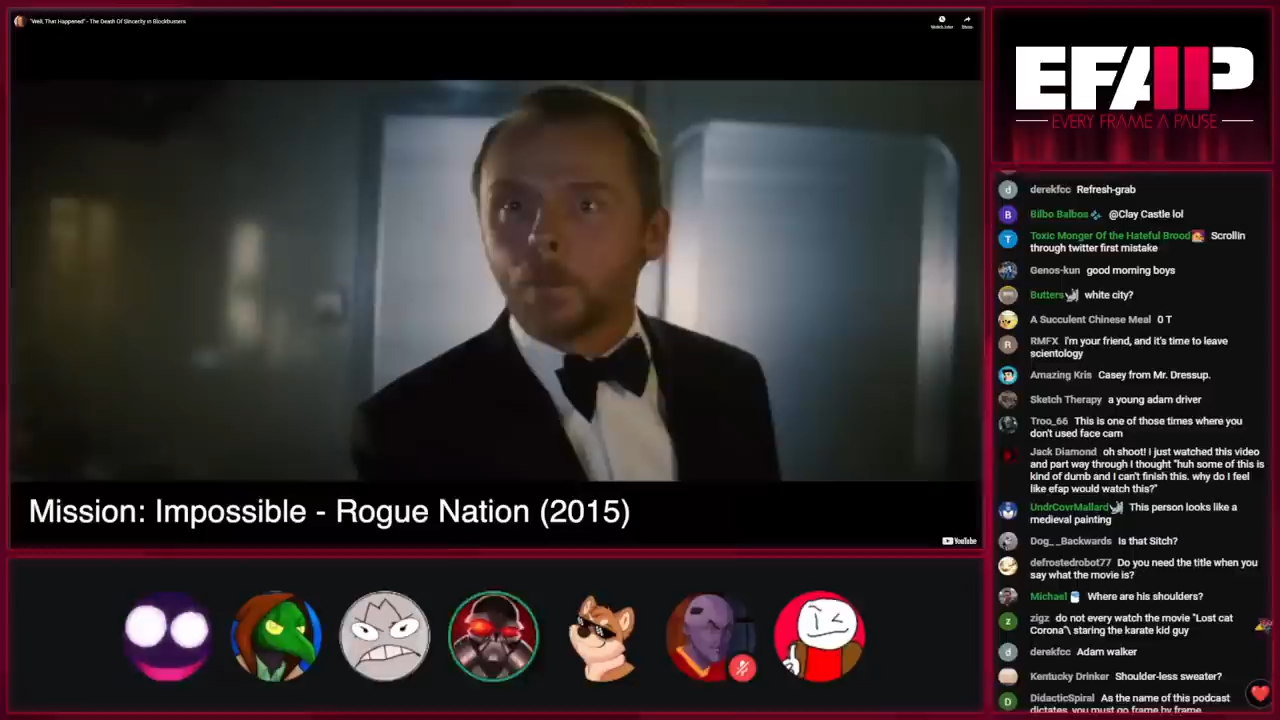 "Well, That Happened" - The Death Of Sincerity in Blockbusters
Watch later
Share
Mission: Impossible - Rogue Nation (2015)
YouTube
EFAP
EVERY FRAME A PAUSE
derekfcc Refresh-grab
Bilbo Balbos @Clay Castle lol
Toxic Monger Of the Hateful Brood Scrollin
through twitter first mistake
Genos-kun good morning boys
Butters white city?
A Succulent Chinese Meal 0 T
RMFX i'm your friend, and it's time to leave
scientology
Amazing Kris Casey from Mr. Dressup.
Sketch Therapy a young adam driver
Troo_66 This is one of those times where you
don't used face cam
Jack Diamond oh shoot! I just watched this video
and part way through I thought "huh some of this is
kind of dumb and I can't finish this. why do I feel
like efap would watch this?"
UndrCovrMallard This person looks like a
medieval painting
Dog__Backwards Is that Sitch?
defrostedrobot77 Do you need the title when you
say what the movie is?
Michael Where are his shoulders?
zigz do not every watch the movie "Lost cat
Corona"\ staring the karate kid guy
derekfcc Adam walker
Kentucky Drinker Shoulder-less sweater?
DidacticSpiral As the name of this podcast
dictates, you must go frame by frame